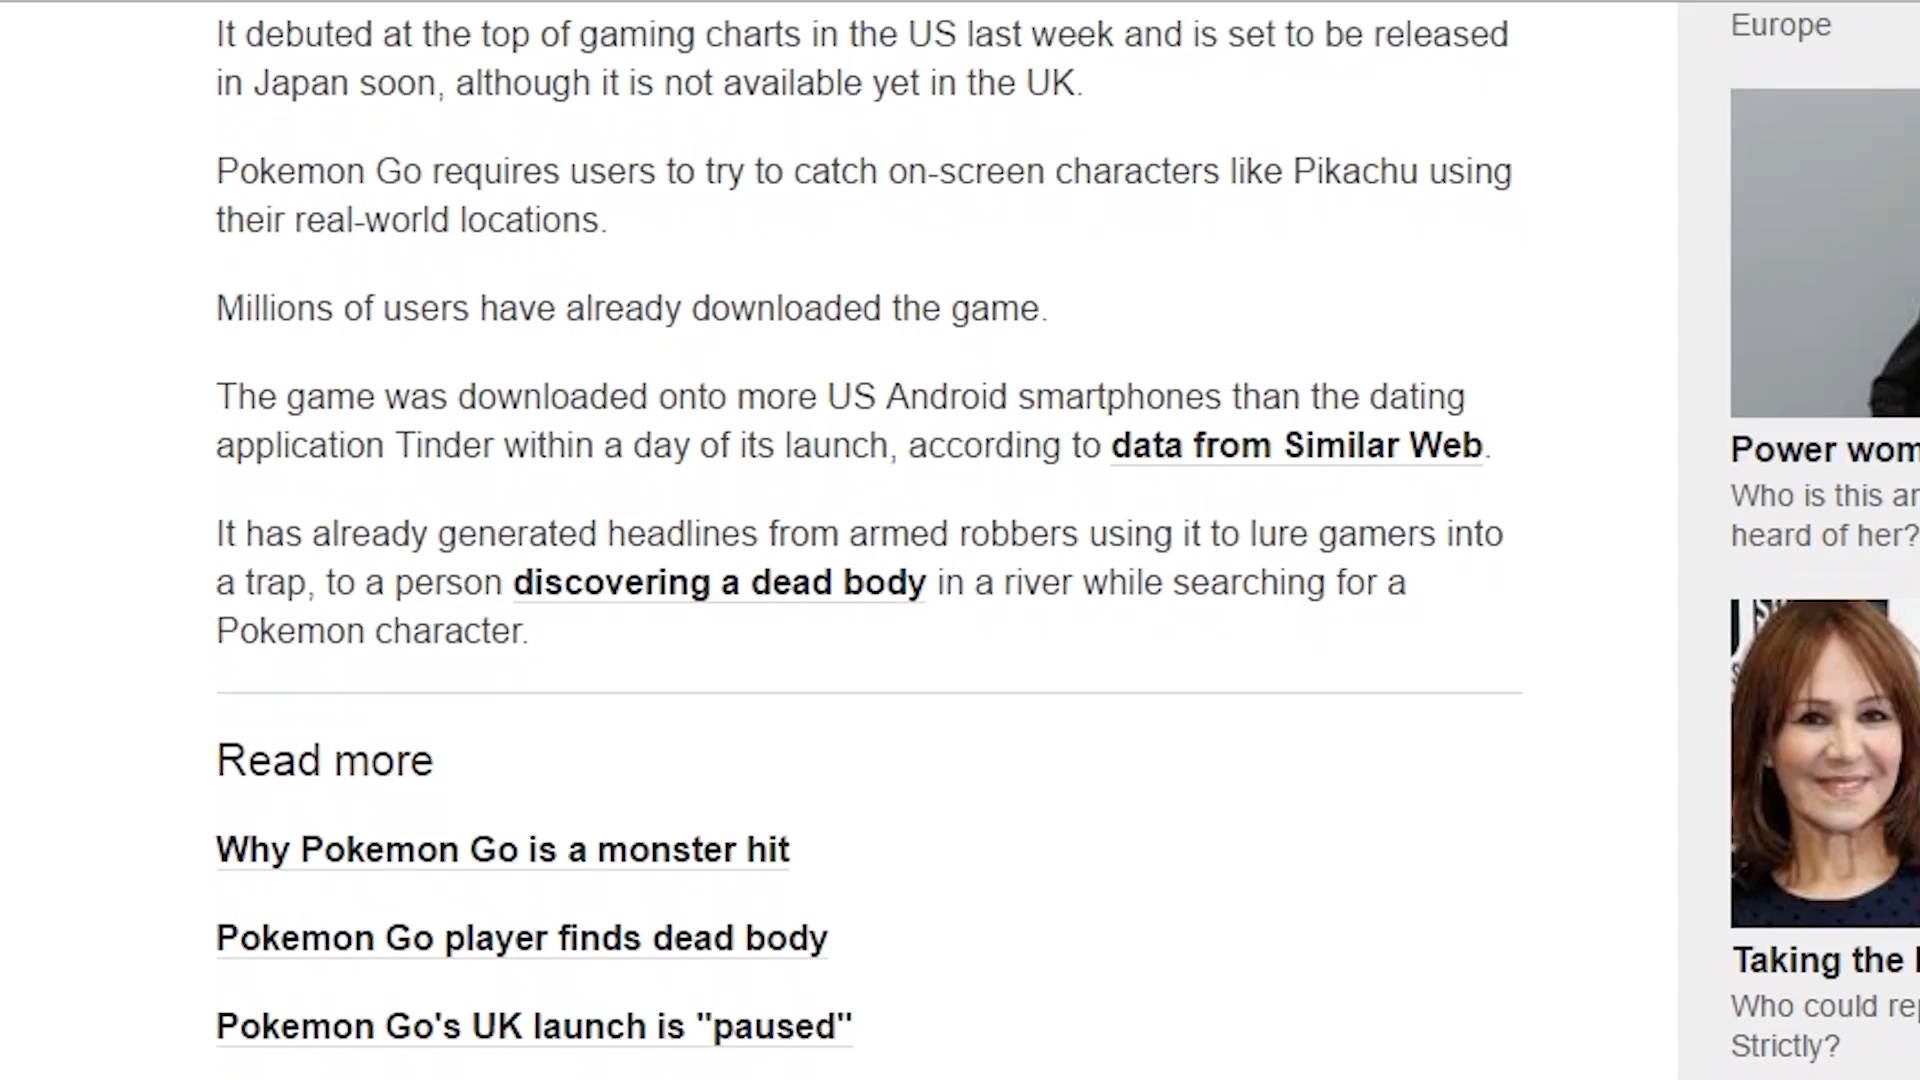 It debuted at the top of gaming charts in the US last week and is set to be released
in Japan soon, although it is not available yet in the UK.
Pokemon Go requires users to try to catch on-screen characters like Pikachu using
their real-world locations.
Millions of users have already downloaded the game.
The game was downloaded onto more US Android smartphones than the dating
application Tinder within a day of its launch, according to data from Similar Web.
It has already generated headlines from armed robbers using it to lure gamers into
a trap, to a person discovering a dead body in a river while searching for a
Pokemon character.
Read more
Why Pokemon Go is a monster hit
Pokemon Go player finds dead body
Pokemon Go's UK launch is "paused"
Europe
Power
Who is this
heard of her?
Taking the
Who could
Strictly?